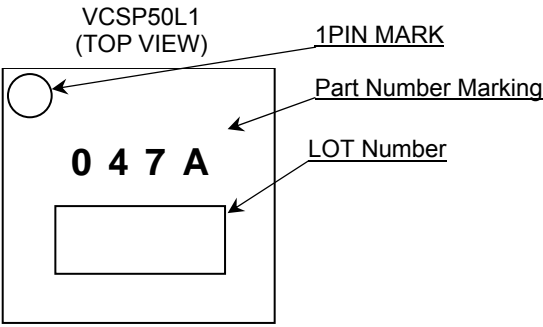 VCSP50L1
(TOP VIEW)
1PIN MARK
Part Number Marking
0 4 7 A
LOT Number